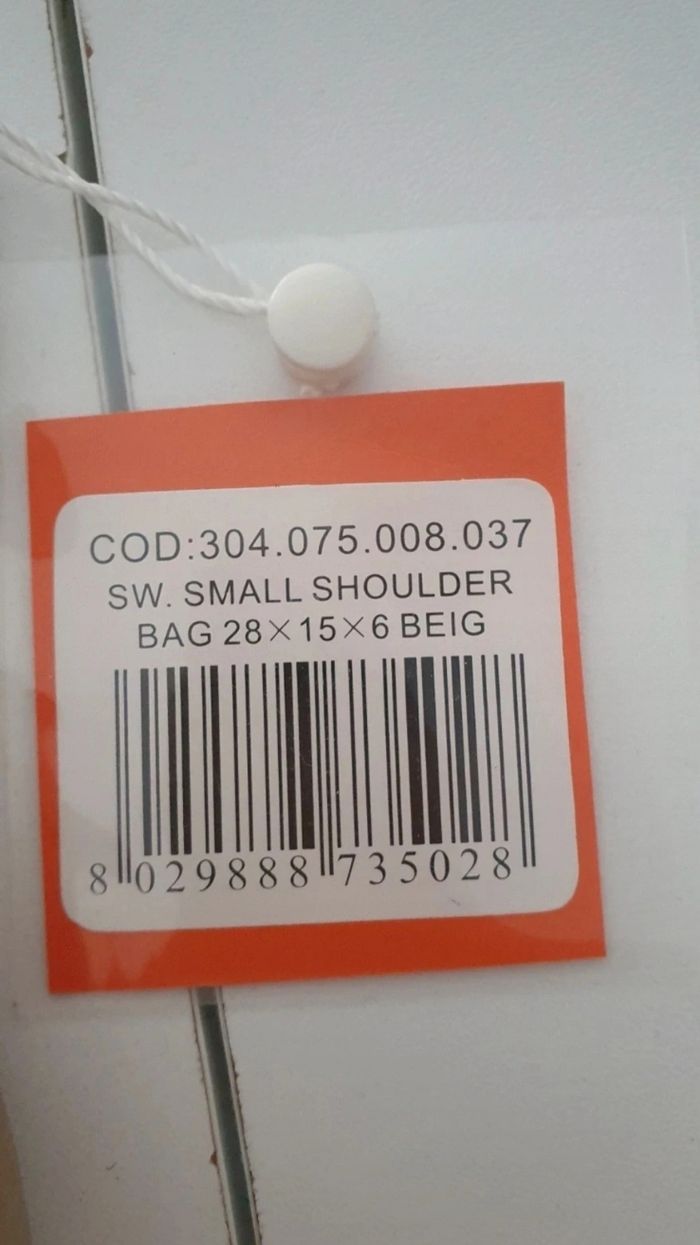 COD:304.075.008.037
SW. SMALL SHOULDER
BAG 28×15×6 BEIG
8 029888 735028